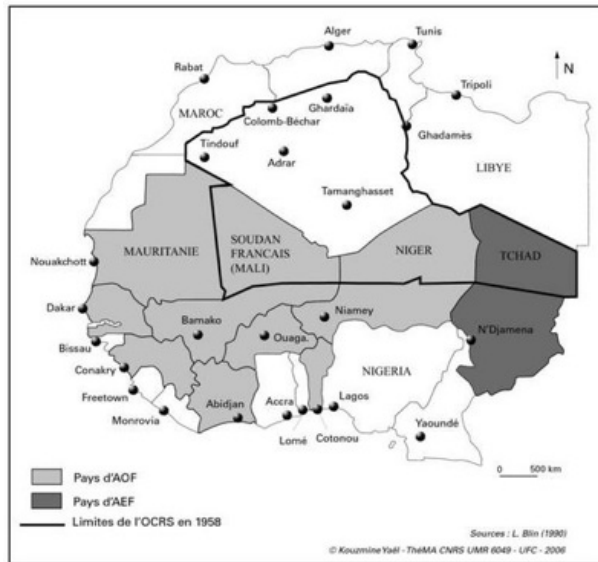 Alger
Tunis
Rabat
Tripoli
N
Ghardaïa
MAROC
Colomb-Béchar
Ghadamès
Tindouf
Adrar
LIBYE
Tamanghasset
MAURITANIE
SOUDAN
FRANCAIS
(MALI)
NIGER
TCHAD
Nouakchott
Dakar
Bamako
Niamey
N'Djamena
Bissau
Ouaga.
Conakry
NIGERIA
Freetown
Abidjan
Accra
Lagos
Monrovia
Yaoundé
Lomé
Cotonou
0 500 km
Pays d'AOF
Pays d'AEF
Limites de l'OCRS en 1958
Sources : L. Blin (1990)
© KouzmineYaël - ThéMA CNRS UMR 6049 - UFC - 2006